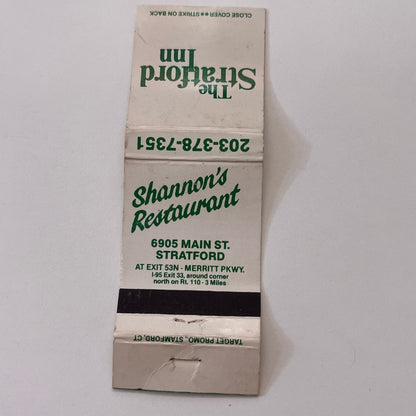 CLOSE COVER ●● STRIKE ON BACK
The
Stratford
Inn
203-378-7351
Shannon's
Restaurant
6905 MAIN ST.
STRATFORD
AT EXIT 53N - MERRITT PKWY.
I-95 Exit 33, around corner
north on Rt. 110 - 3 Miles
TARGET PROMO., STAMFORD, CT